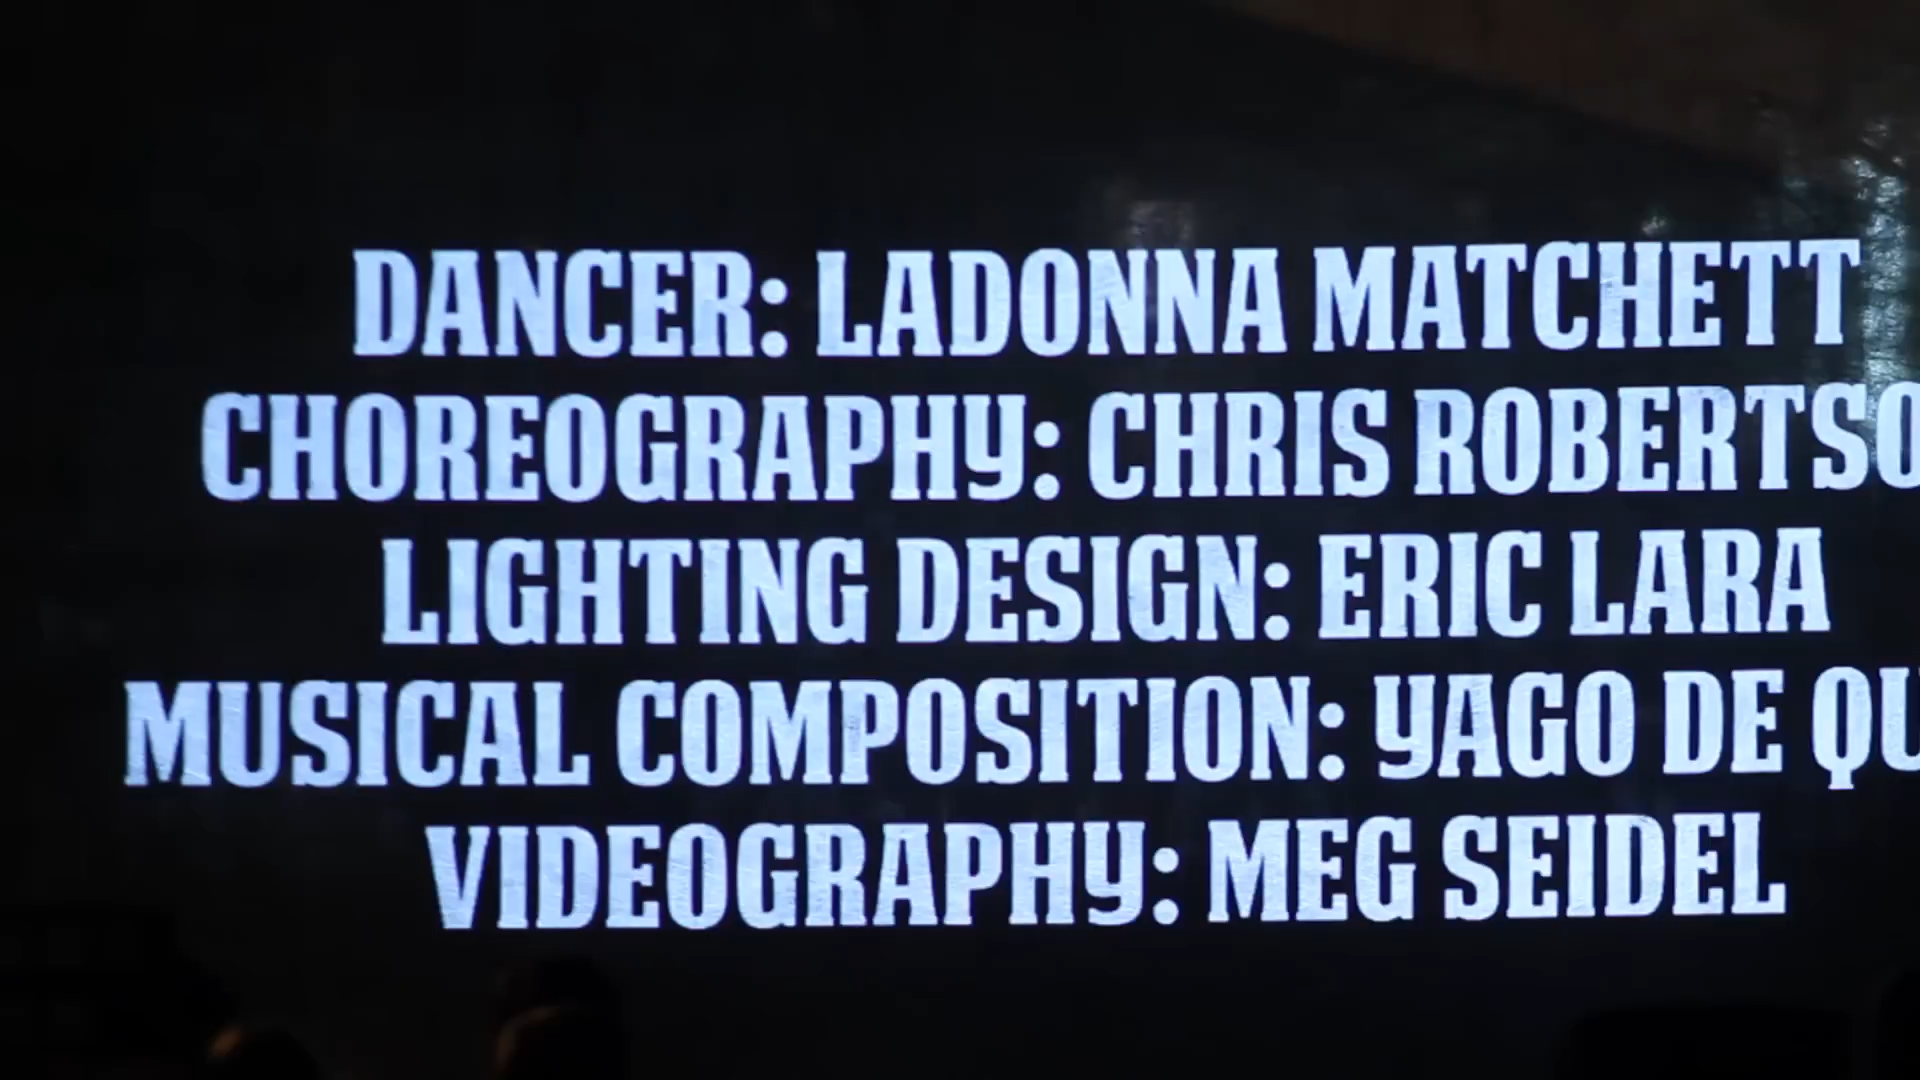 DANCER: LADONNA MATCHETT
CHOREOGRAPHY: CHRIS ROBERTSO
LIGHTING DESIGN: ERIC LARA
MUSICAL COMPOSITION: YAGO DE QU
VIDEOGRAPHY: MEG SEIDEL